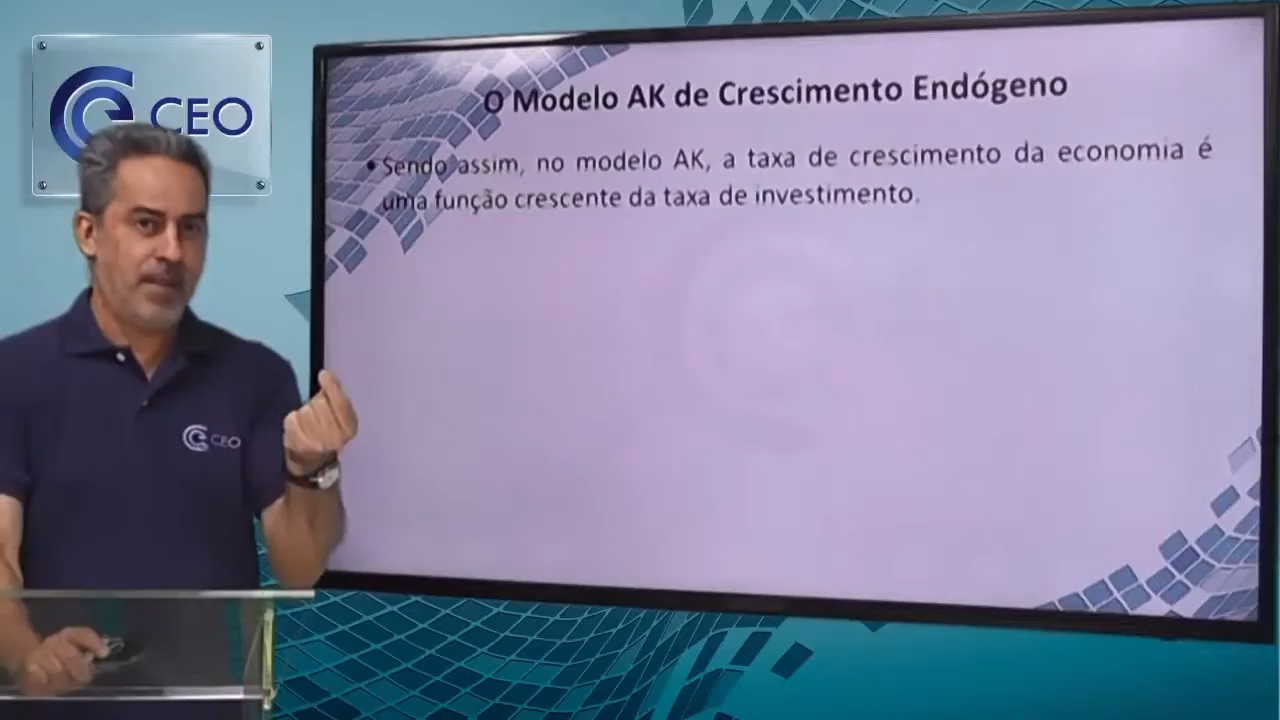 CEO
O Modelo AK de Crescimento Endógeno
• Sendo assim, no modelo AK, a taxa de crescimento da economia é
uma função crescente da taxa de investimento.
CEO